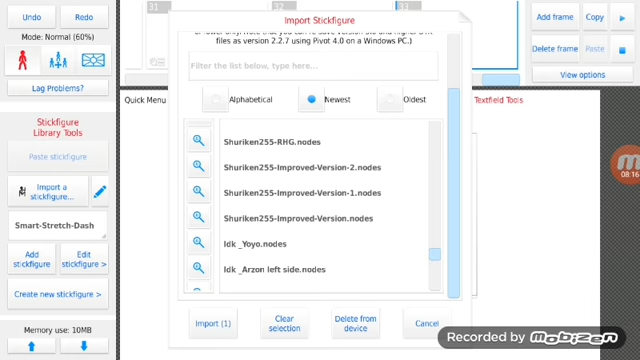 31
32
33
Undo
Redo
Mode: Normal (60%)
Lag Problems?
Stickfigure
Library Tools
Paste stickfigure
Import a
stickfigure...
Smart-Stretch-Dash
Add
stickfigure
Edit
stickfigure >
Create new stickfigure >
Memory use: 10MB
Quick Menu
Import Stickfigure
files as version 2.2.7 using Pivot 4.0 on a Windows PC.)
Filter the list below, type here...
Alphabetical
Newest
Oldest
Shuriken255-RHG.nodes
Shuriken255-Improved-Version-2.nodes
Shuriken255-Improved-Version-1.nodes
Shuriken255-Improved-Version.nodes
Idk _Yoyo.nodes
Idk _Arzon left side.nodes
Import (1)
Clear
selection
Delete from
device
Cancel
Add frame
Copy
Delete frame
Paste
View options
Textfield Tools
08:16
Recorded by Mobizen